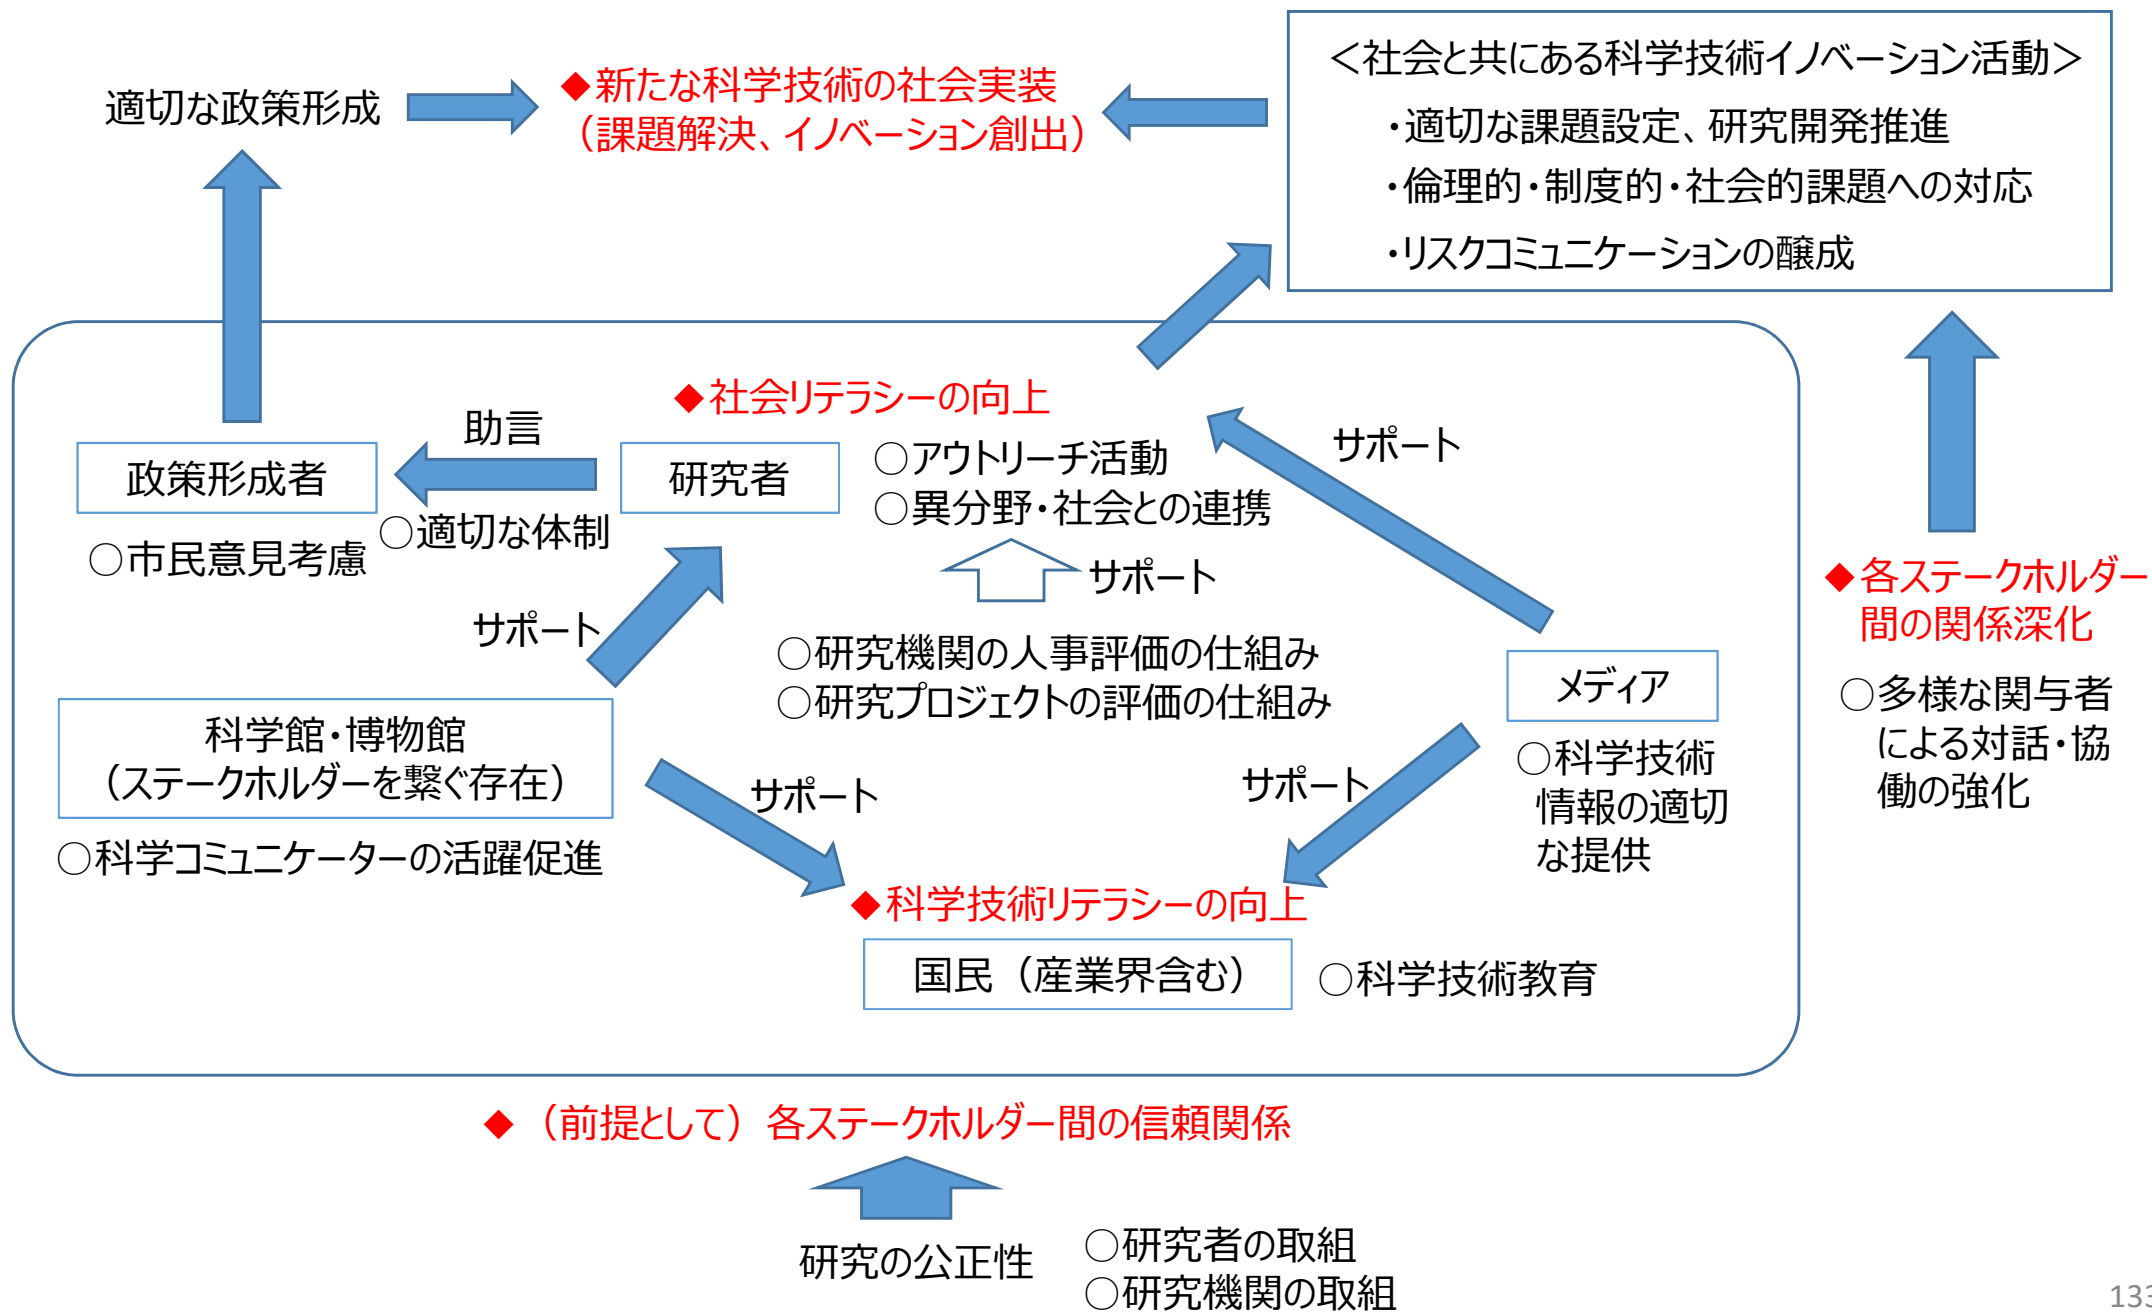 適切な政策形成
◆新たな科学技術の社会実装
（課題解決、イノベーション創出）
＜社会と共にある科学技術イノベーション活動＞
・適切な課題設定、研究開発推進
・倫理的・制度的・社会的課題への対応
・リスクコミュニケーションの醸成
◆社会リテラシーの向上
助言
政策形成者
研究者
○アウトリーチ活動
○異分野・社会との連携
サポート
○適切な体制
○市民意見考慮
サポート
サポート
◆各ステークホルダー
間の関係深化
○多様な関与者
による対話・協
働の強化
○研究機関の人事評価の仕組み
○研究プロジェクトの評価の仕組み
メディア
○科学技術
情報の適切
な提供
科学館・博物館
（ステークホルダーを繋ぐ存在）
○科学コミュニケーターの活躍促進
サポート
サポート
◆科学技術リテラシーの向上
国民（産業界含む）
○科学技術教育
◆（前提として）各ステークホルダー間の信頼関係
研究の公正性
○研究者の取組
○研究機関の取組
133